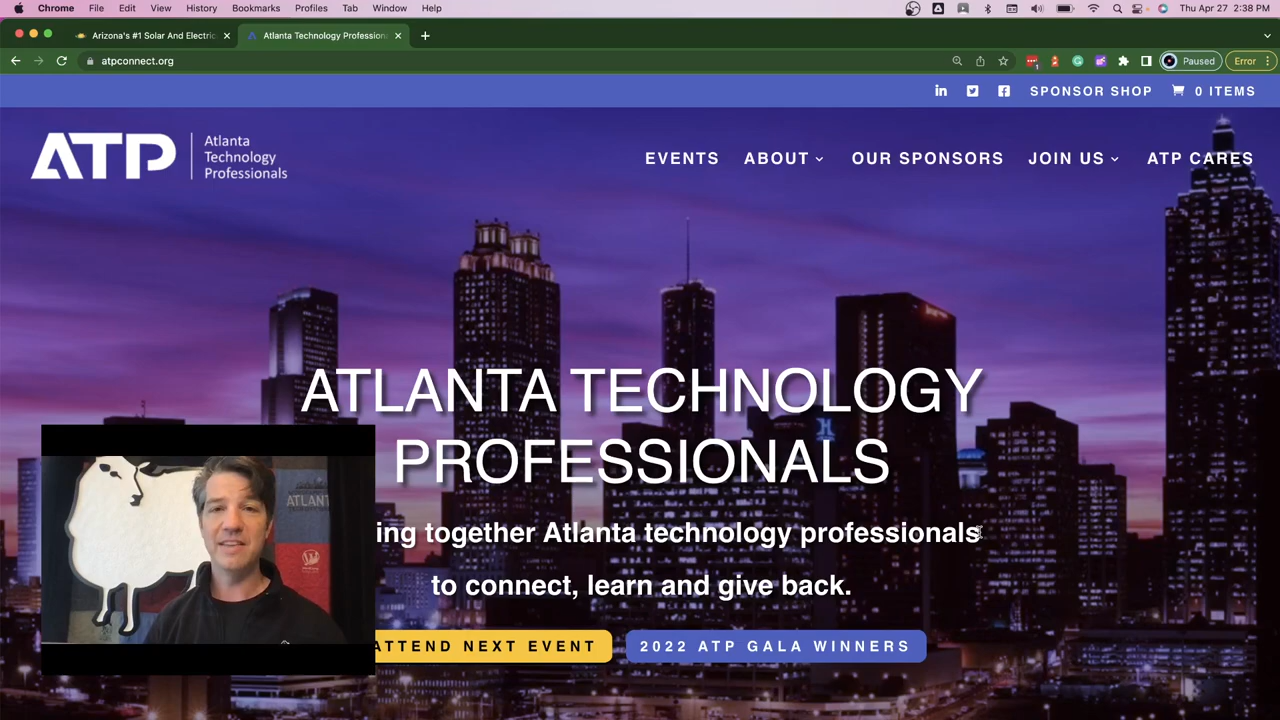 Chrome File Edit View History Bookmarks Profiles Tab Window Help Thu Apr 27 2:38 PM
Arizona's #1 Solar And Electric Atlanta Technology Profession
atpconnect.org Paused Error
1
SPONSOR SHOP 0 ITEMS
ATP Atlanta Technology Professionals
EVENTS ABOUT OUR SPONSORS JOIN US ATP CARES
ATLANTA TECHNOLOGY
PROFESSIONALS
ing together Atlanta technology professionals
to connect, learn and give back.
ATTEND NEXT EVENT 2022 ATP GALA WINNERS
ATLANT